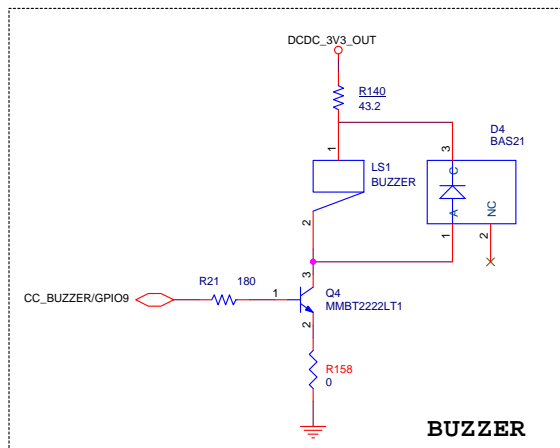 DCDC_3V3_OUT
R140
43.2
D4
BAS21
1
3
C
LS1
BUZZER
A
NC
2
1
2
3
R21 180
1
Q4
MMBT2222LT1
CC_BUZZER/GPIO9
2
R158
0
BUZZER